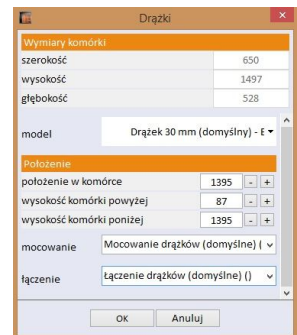 Drążki
Wymiary komórki
szerokość 650
wysokość 1497
głębokość 528
model Drążek 30 mm (domyślny) - E
Położenie
położenie w komórce 1395 - +
wysokość komórki powyżej 87 - +
wysokość komórki poniżej 1395 - +
mocowanie Mocowanie drążków (domyślne) (
łączenie Łączenie drążków (domyślne) ()
OK Anuluj